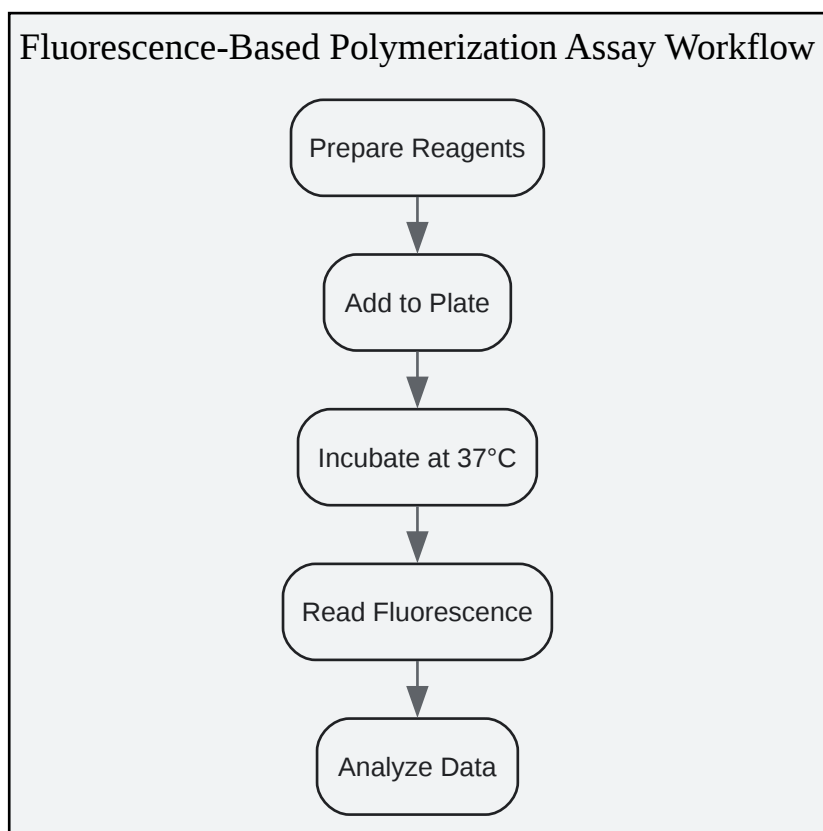 Fluorescence-Based Polymerization Assay Workflow
Prepare Reagents
Add to Plate
Incubate at 37°C
Read Fluorescence
Analyze Data